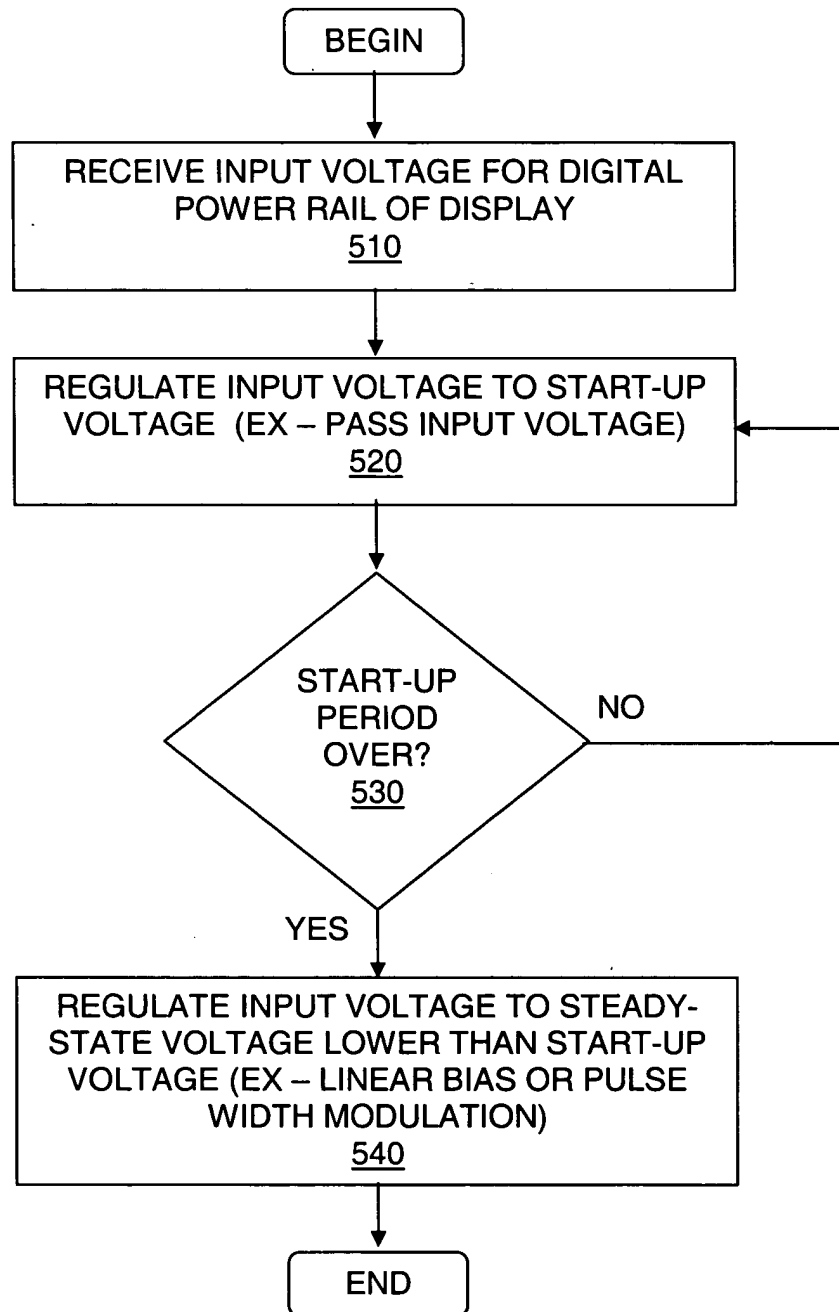 BEGIN
RECEIVE INPUT VOLTAGE FOR DIGITAL
POWER RAIL OF DISPLAY
510
REGULATE INPUT VOLTAGE TO START-UP
VOLTAGE (EX – PASS INPUT VOLTAGE)
520
START-UP
PERIOD
OVER?
530
NO
YES
REGULATE INPUT VOLTAGE TO STEADY-
STATE VOLTAGE LOWER THAN START-UP
VOLTAGE (EX – LINEAR BIAS OR PULSE
WIDTH MODULATION)
540
END